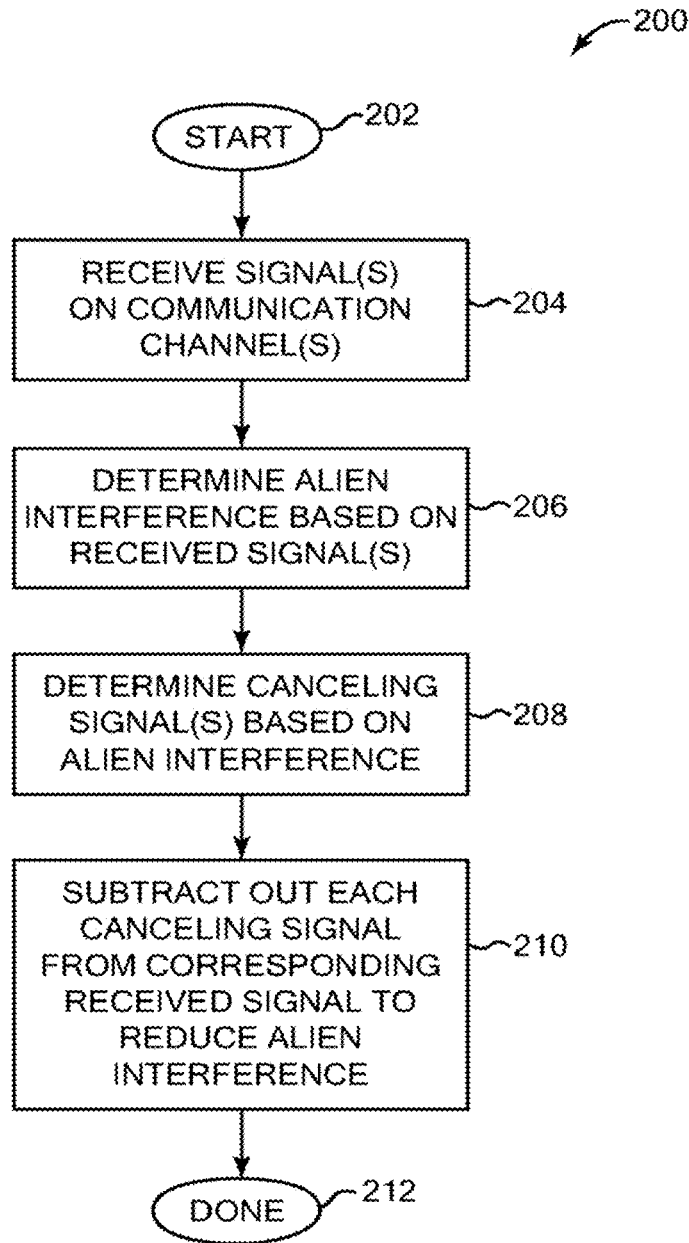 200
START
202
RECEIVE SIGNAL(S)
ON COMMUNICATION
CHANNEL(S)
204
DETERMINE ALIEN
INTERFERENCE BASED ON
RECEIVED SIGNAL(S)
206
DETERMINE CANCELING
SIGNAL(S) BASED ON
ALIEN INTERFERENCE
208
SUBTRACT OUT EACH
CANCELING SIGNAL
FROM CORRESPONDING
RECEIVED SIGNAL TO
REDUCE ALIEN
INTERFERENCE
210
DONE
212